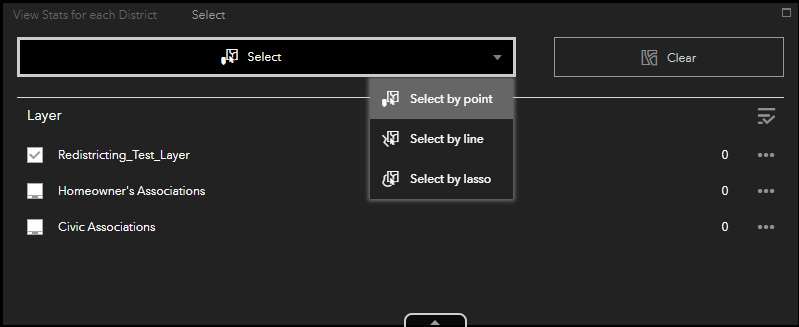 View Stats for each District Select
Select Clear
Select by point
Layer
Select by line
Redistricting_Test_Layer 0
Select by lasso
Homeowner's Associations 0
Civic Associations 0